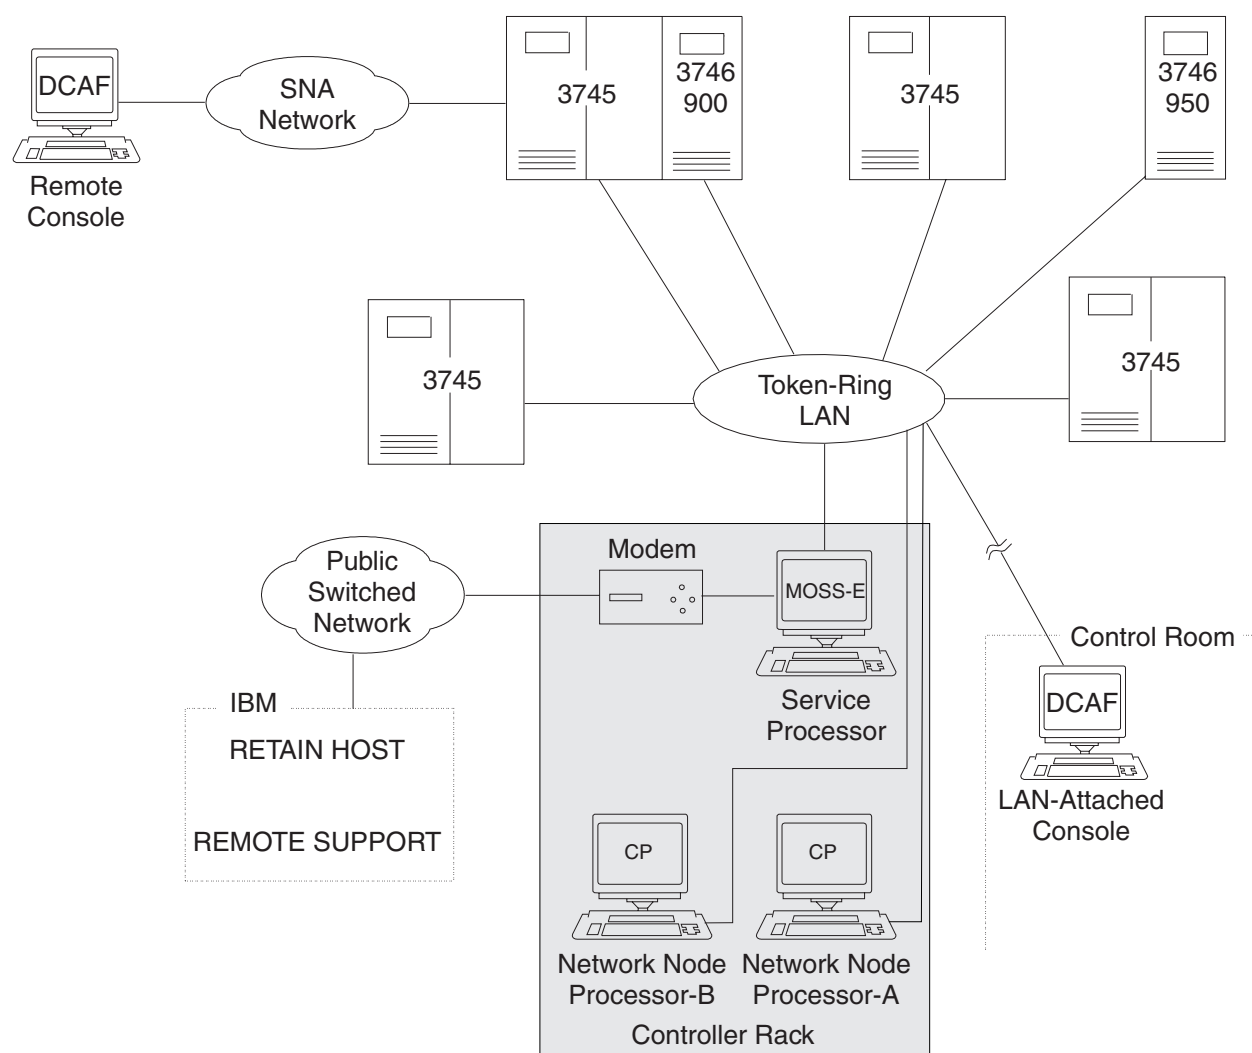 DCAF
Remote
Console
SNA
Network
3745
3746
900
3745
3746
950
3745
Token-Ring
LAN
3745
Public
Switched
Network
Modem
MOSS-E
Service
Processor
Control Room
DCAF
LAN-Attached
Console
IBM
RETAIN HOST
REMOTE SUPPORT
CP
Network Node
Processor-B
CP
Network Node
Processor-A
Controller Rack